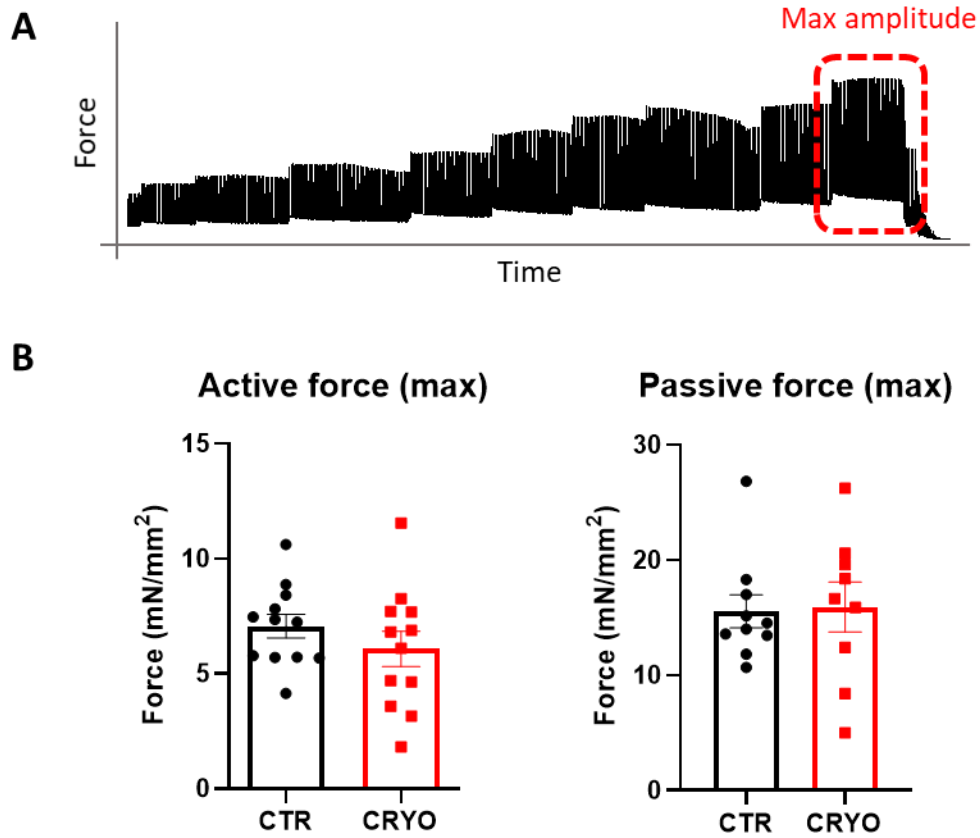 A
Max amplitude
Force
Time
B
Active force (max)
Force (mN/mm²)
15
10
5
0
CTR
CRYO
Passive force (max)
Force (mN/mm²)
30
20
10
0
CTR
CRYO